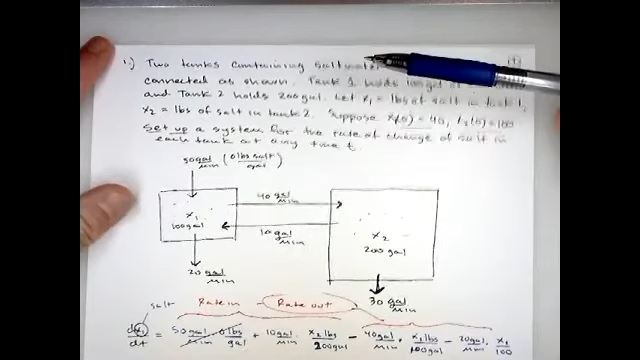 1.) Two tanks containing saltwater
connected as shown. Tank 1 holds 100 gal of
and Tank 2 holds 200 gal. Let x1 = lbs of salt in tank 1,
x2 = lbs of salt in tank 2. Suppose x1(0) = 40, x2(0) = 100
Set up a system for the rate of change of salt in
each tank at any time t.
50 gal/min (0 lbs salt/gal)
40 gal/min
x1
100 gal
10 gal/min
x2
200 gal
20 gal/min
30 gal/min
salt
Rate in - Rate out
dx1/dt = 50 gal/min · 0 lbs/gal + 10 gal/min · x2 lbs/200 gal - 40 gal/min · x1 lbs/100 gal - 20 gal/min · x1/100